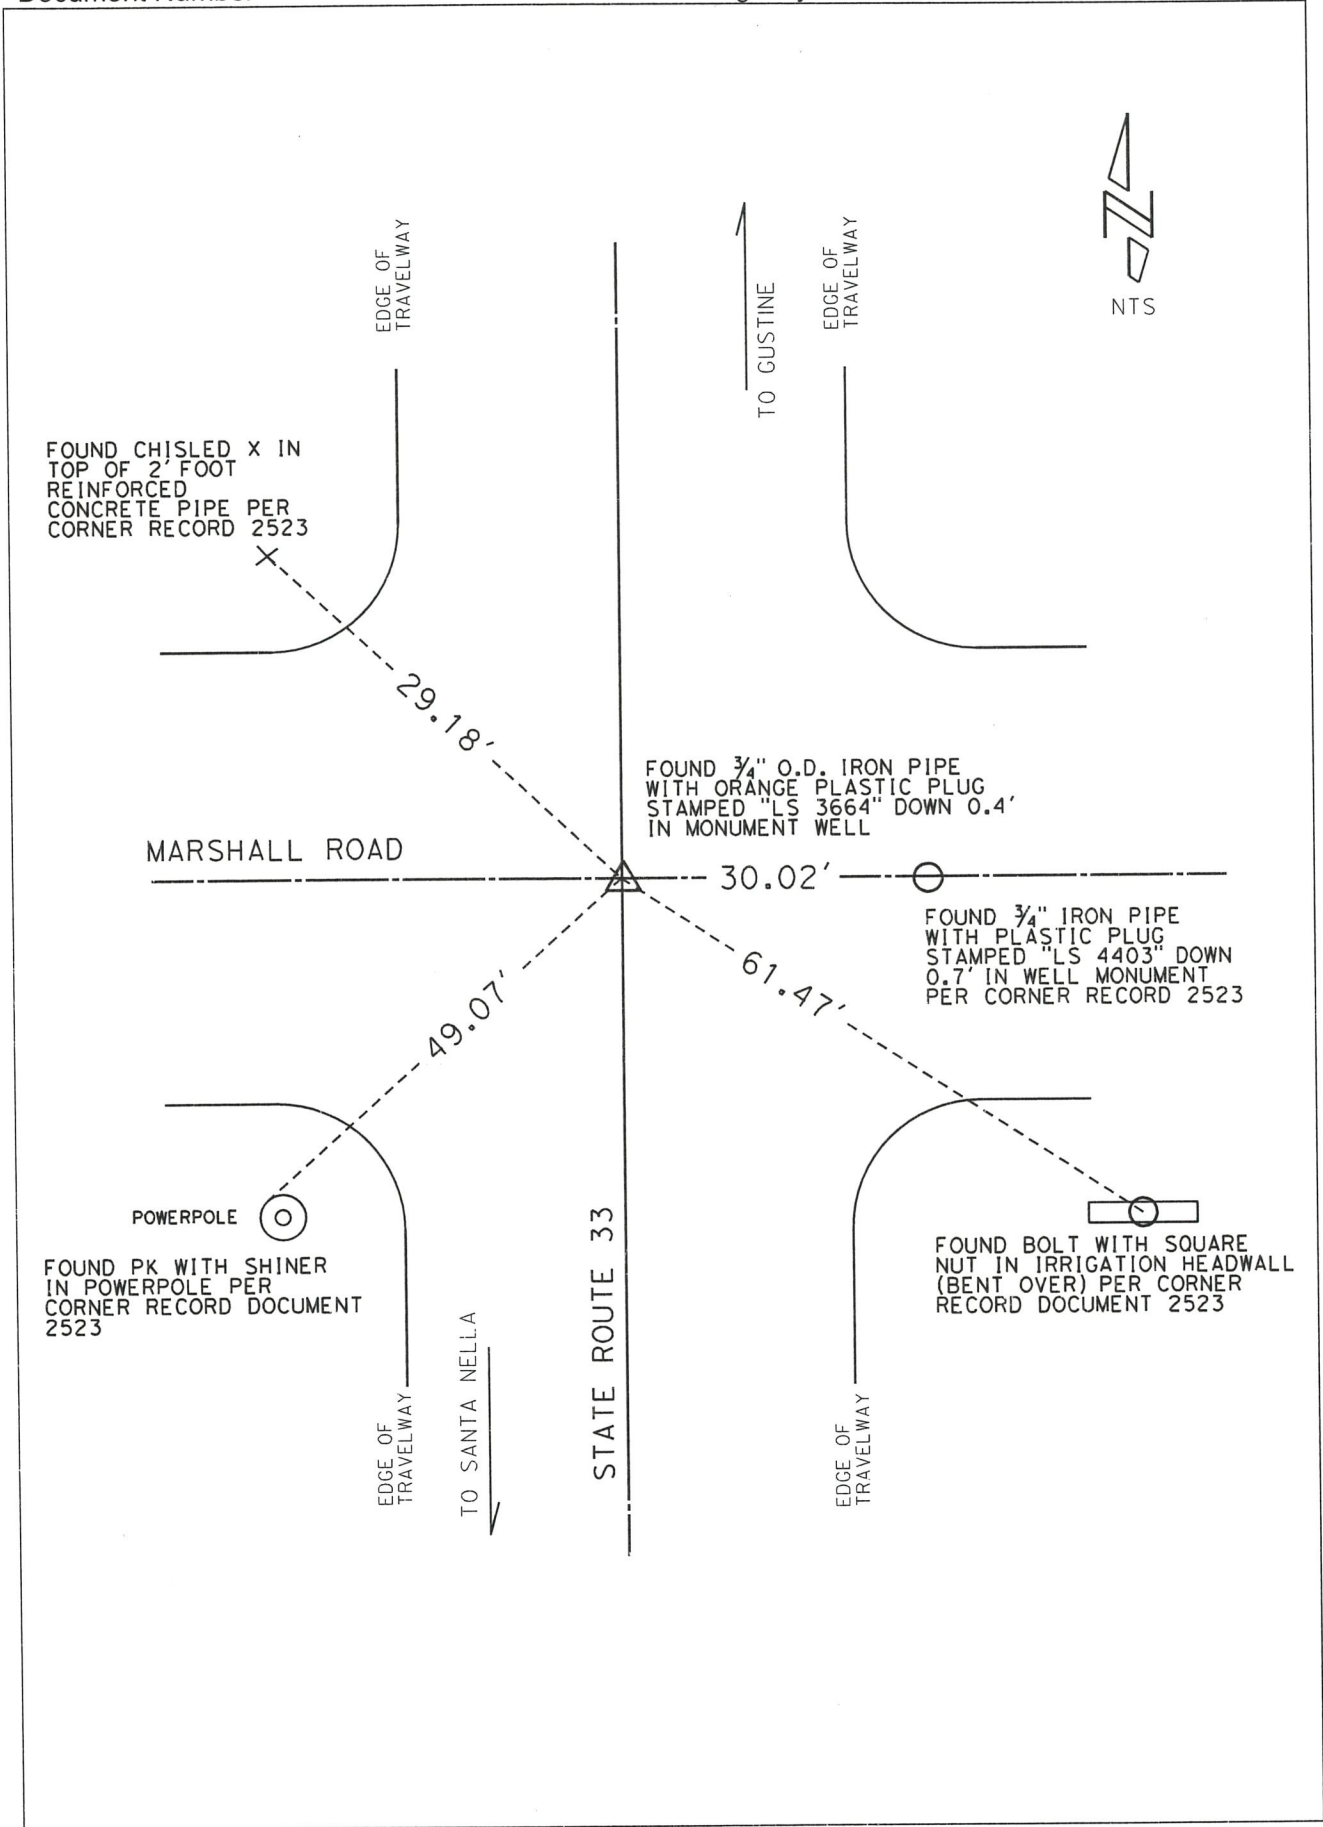 EDGE OF
TRAVELWAY
TO GUSTINE
EDGE OF
TRAVELWAY
NTS
FOUND CHISLED X IN
TOP OF 2' FOOT
REINFORCED
CONCRETE PIPE PER
CORNER RECORD 2523
29.18'
FOUND 3/4" O.D. IRON PIPE
WITH ORANGE PLASTIC PLUG
STAMPED "LS 3664" DOWN 0.4'
IN MONUMENT WELL
MARSHALL ROAD
30.02'
FOUND 3/4" IRON PIPE
WITH PLASTIC PLUG
STAMPED "LS 4403" DOWN
0.7' IN WELL MONUMENT
PER CORNER RECORD 2523
61.47'
49.07'
POWERPOLE
FOUND PK WITH SHINER
IN POWERPOLE PER
CORNER RECORD DOCUMENT
2523
FOUND BOLT WITH SQUARE
NUT IN IRRIGATION HEADWALL
(BENT OVER) PER CORNER
RECORD DOCUMENT 2523
STATE ROUTE 33
TO SANTA NELLA
EDGE OF
TRAVELWAY
EDGE OF
TRAVELWAY